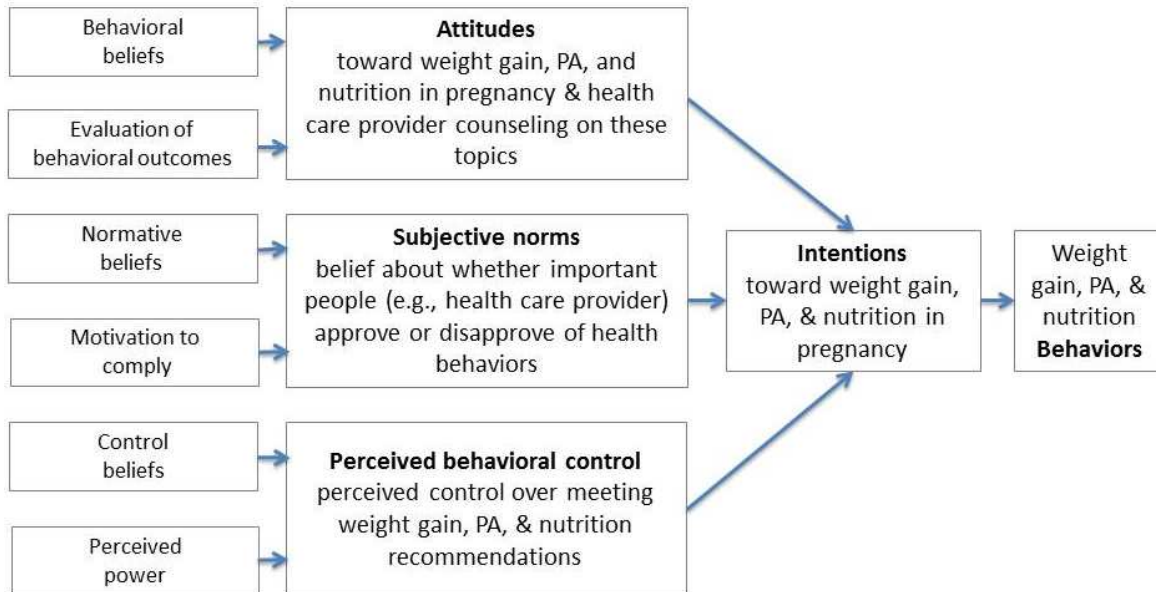 Behavioral
beliefs
Evaluation of
behavioral outcomes
Attitudes
toward weight gain, PA, and
nutrition in pregnancy & health
care provider counseling on these
topics
Normative
beliefs
Motivation to
comply
Subjective norms
belief about whether important
people (e.g., health care provider)
approve or disapprove of health
behaviors
Control
beliefs
Perceived
power
Perceived behavioral control
perceived control over meeting
weight gain, PA, & nutrition
recommendations
Intentions
toward weight gain,
PA, & nutrition in
pregnancy
Weight
gain, PA, &
nutrition
Behaviors